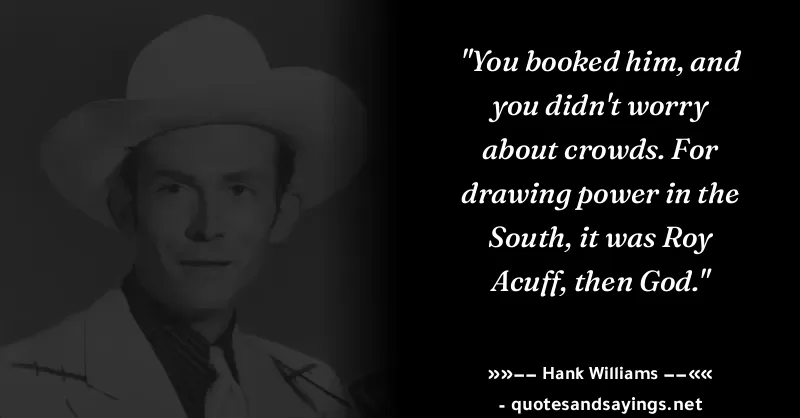 "You booked him, and
you didn't worry
about crowds. For
drawing power in the
South, it was Roy
Acuff, then God."
»»–– Hank Williams ––««
- quotesandsayings.net